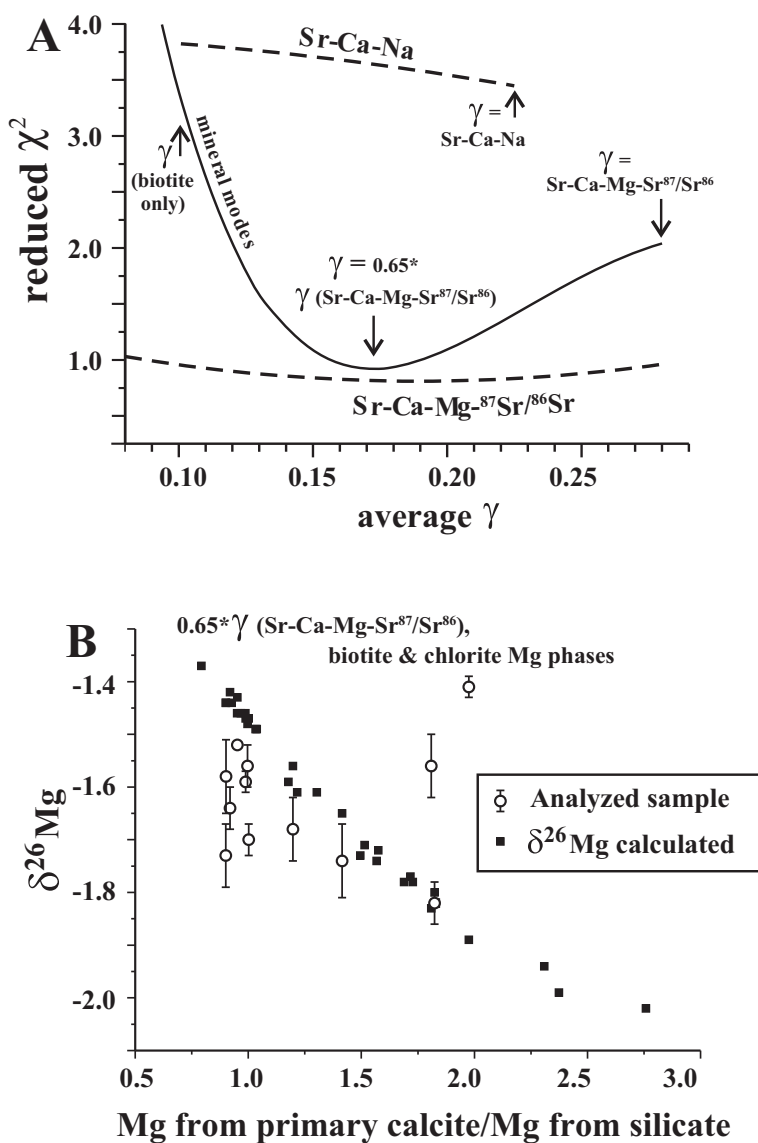 A
4.0
3.0
2.0
1.0
reduced χ²
Sr-Ca-Na
γ
(biotite
only)
mineral modes
γ =
Sr-Ca-Na
γ =
Sr-Ca-Mg-Sr⁸⁷/Sr⁸⁶
γ = 0.65*
γ (Sr-Ca-Mg-Sr⁸⁷/Sr⁸⁶)
Sr-Ca-Mg-⁸⁷Sr/⁸⁶Sr
0.10 0.15 0.20 0.25
average γ
B
0.65* γ (Sr-Ca-Mg-Sr⁸⁷/Sr⁸⁶),
biotite & chlorite Mg phases
-1.4
-1.6
-1.8
-2.0
δ²⁶Mg
Analyzed sample
δ²⁶Mg calculated
0.5 1.0 1.5 2.0 2.5 3.0
Mg from primary calcite/Mg from silicate